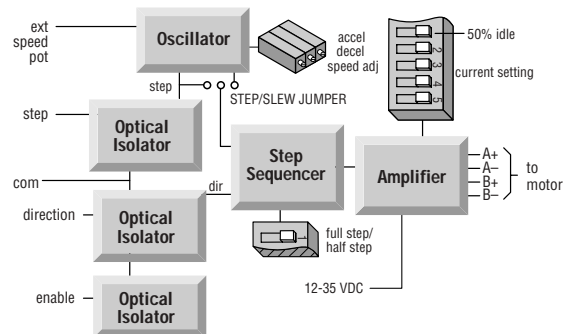 ext
speed
pot
Oscillator
accel
decel
speed adj
50% idle
2
3
4
5
current setting
step
STEP/SLEW JUMPER
step
Optical
Isolator
Step
Sequencer
Amplifier
A+
A–
B+
B–
to
motor
com
dir
direction
Optical
Isolator
1
full step/
half step
12-35 VDC
enable
Optical
Isolator